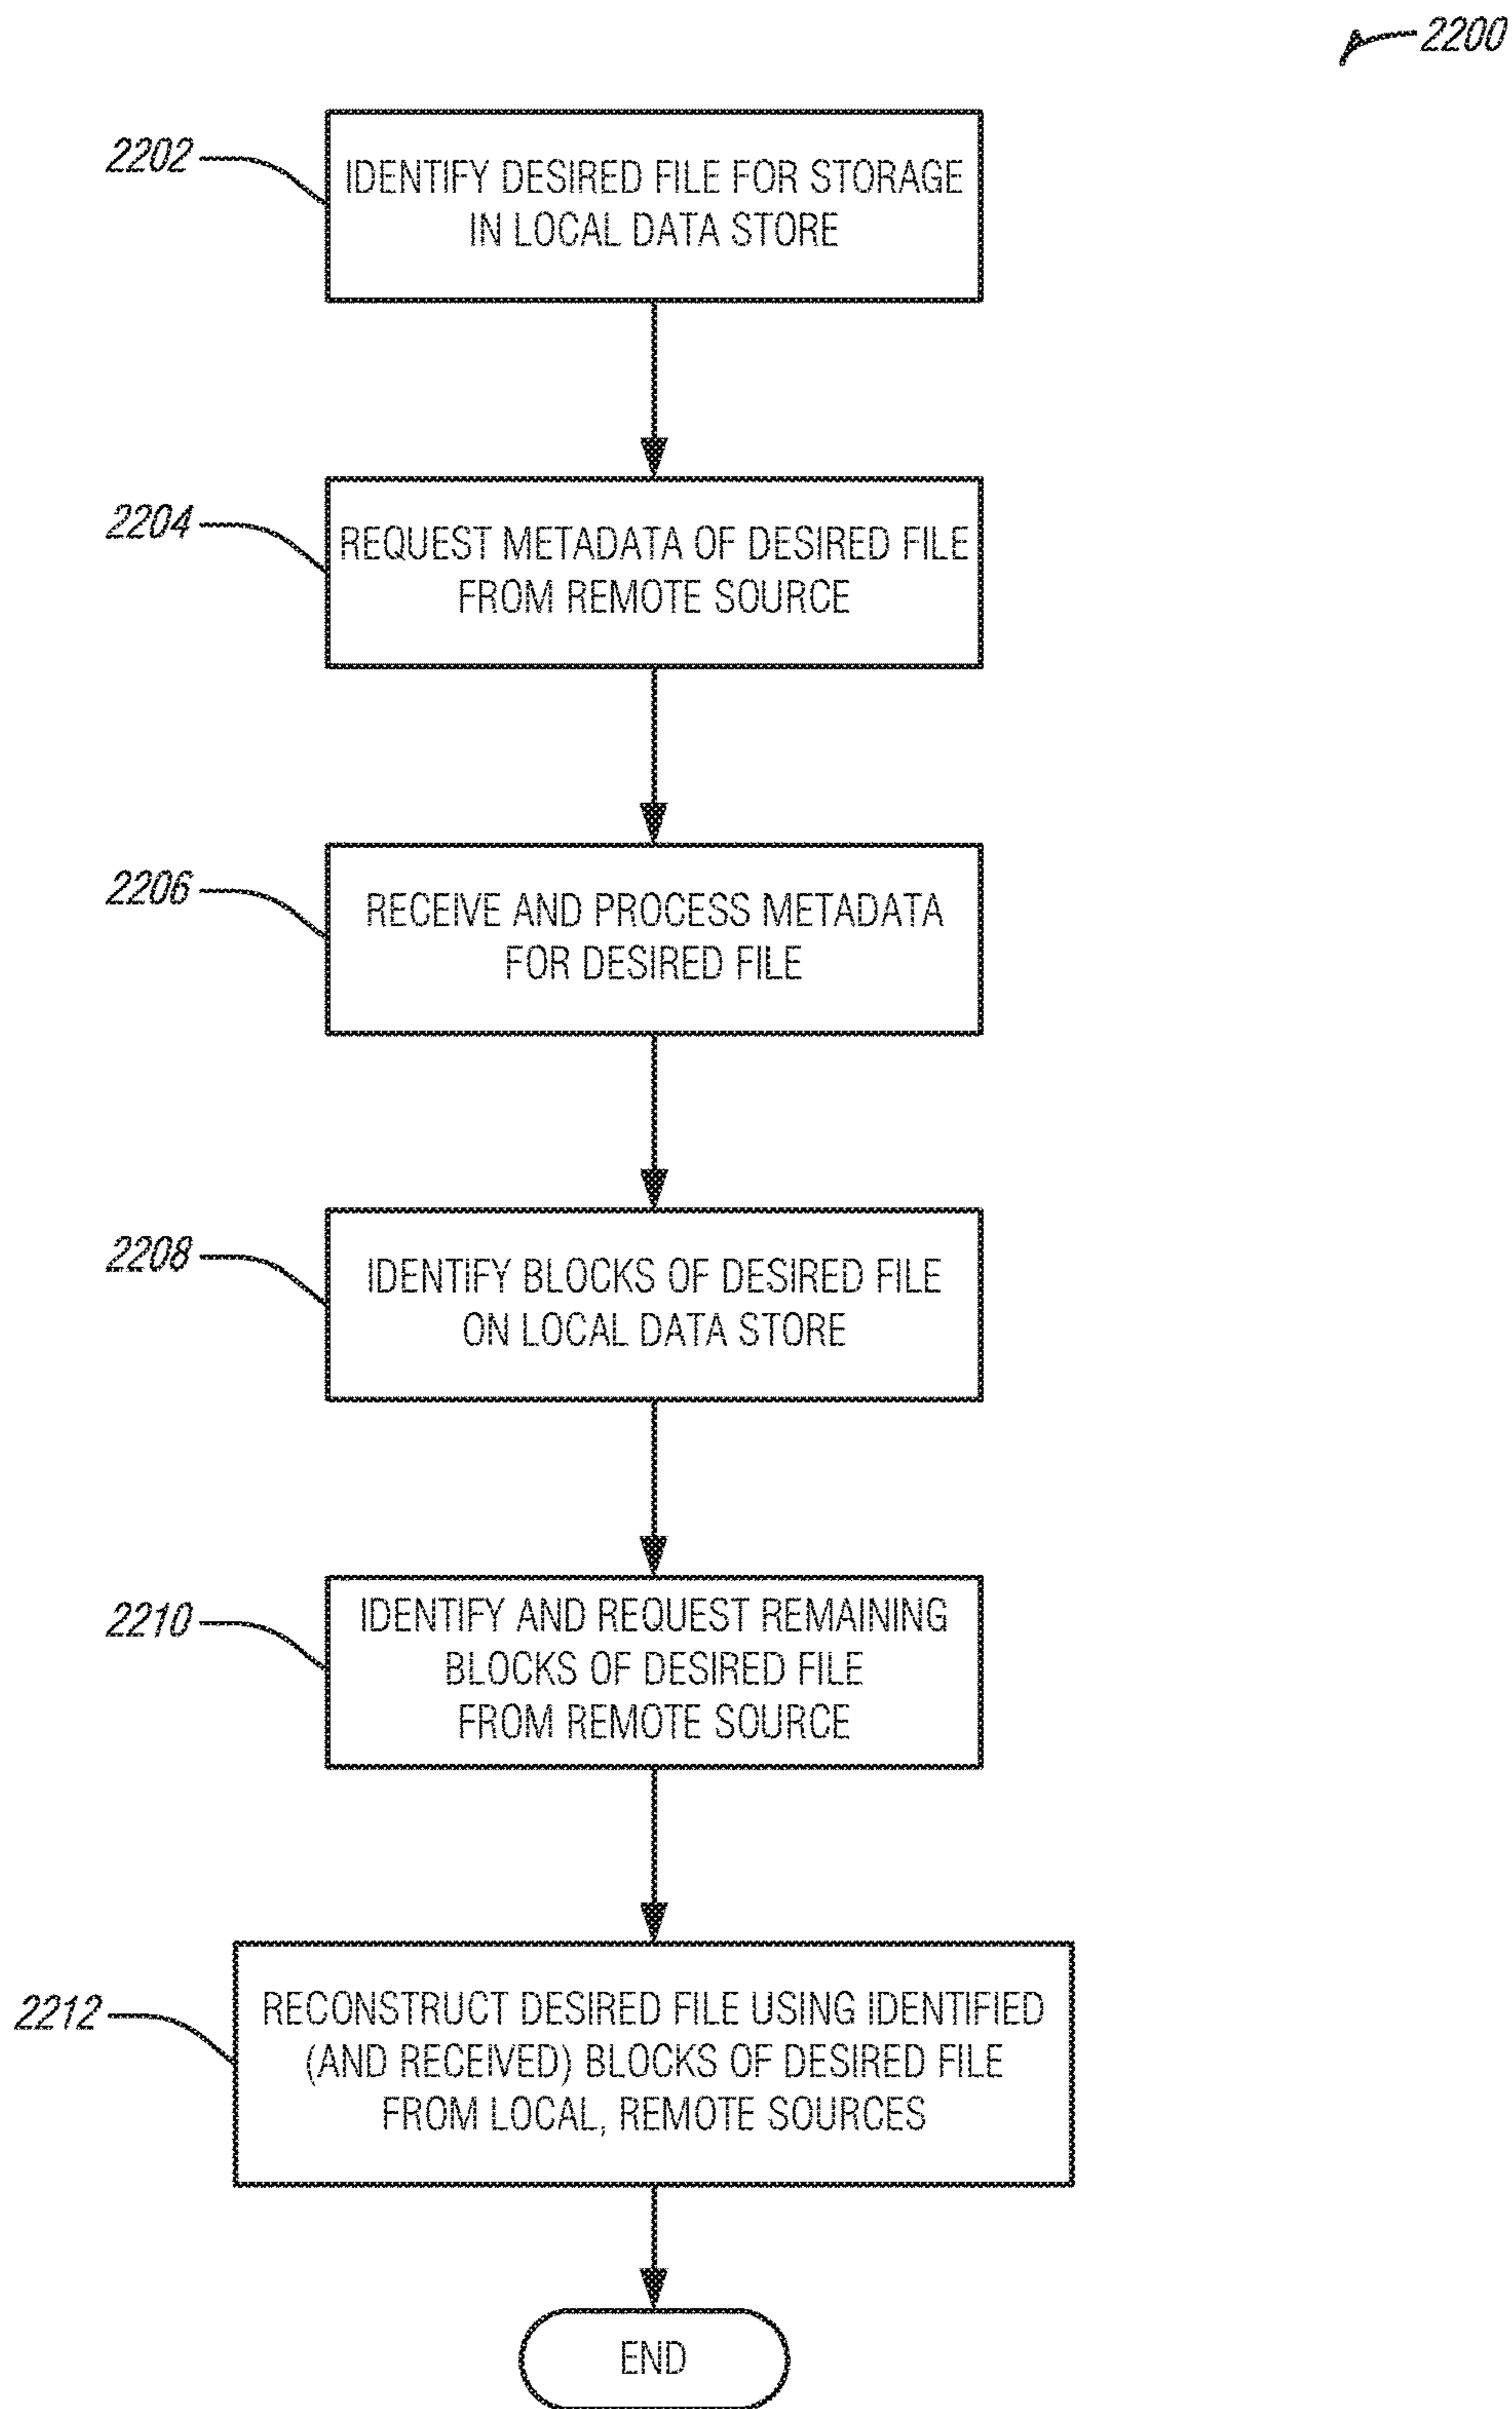 2200
2202
IDENTIFY DESIRED FILE FOR STORAGE
IN LOCAL DATA STORE
2204
REQUEST METADATA OF DESIRED FILE
FROM REMOTE SOURCE
2206
RECEIVE AND PROCESS METADATA
FOR DESIRED FILE
2208
IDENTIFY BLOCKS OF DESIRED FILE
ON LOCAL DATA STORE
2210
IDENTIFY AND REQUEST REMAINING
BLOCKS OF DESIRED FILE
FROM REMOTE SOURCE
2212
RECONSTRUCT DESIRED FILE USING IDENTIFIED
(AND RECEIVED) BLOCKS OF DESIRED FILE
FROM LOCAL, REMOTE SOURCES
END